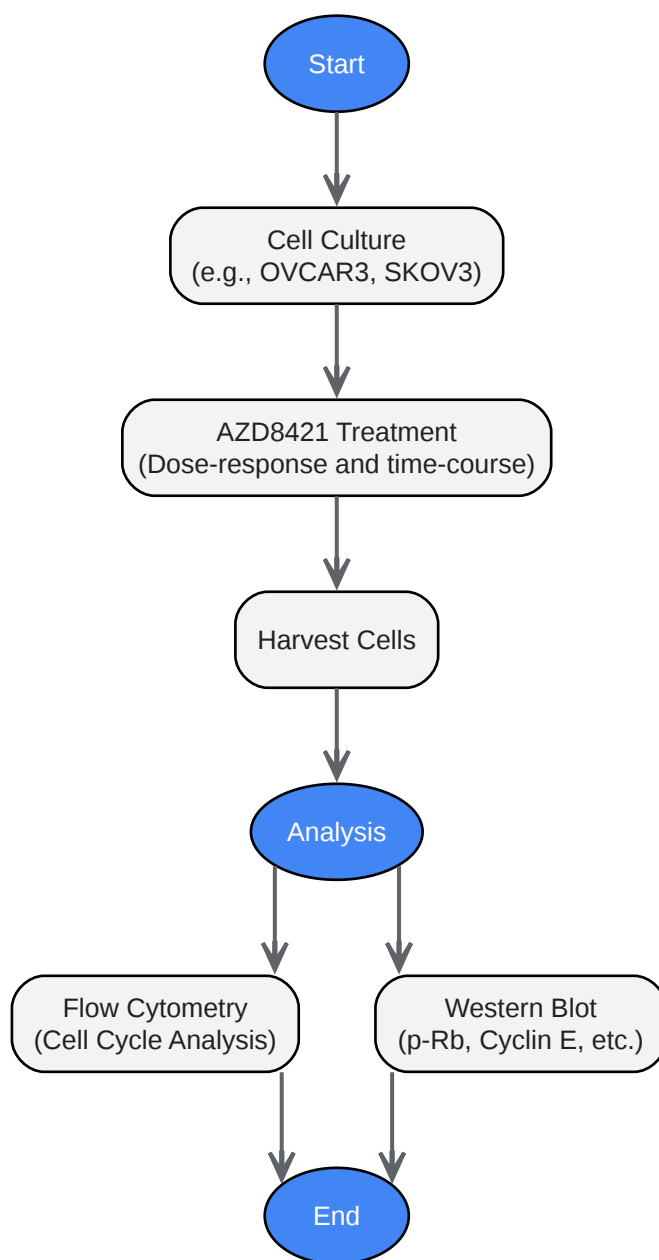 Start
Cell Culture
(e.g., OVCAR3, SKOV3)
AZD8421 Treatment
(Dose-response and time-course)
Harvest Cells
Analysis
Flow Cytometry
(Cell Cycle Analysis)
Western Blot
(p-Rb, Cyclin E, etc.)
End